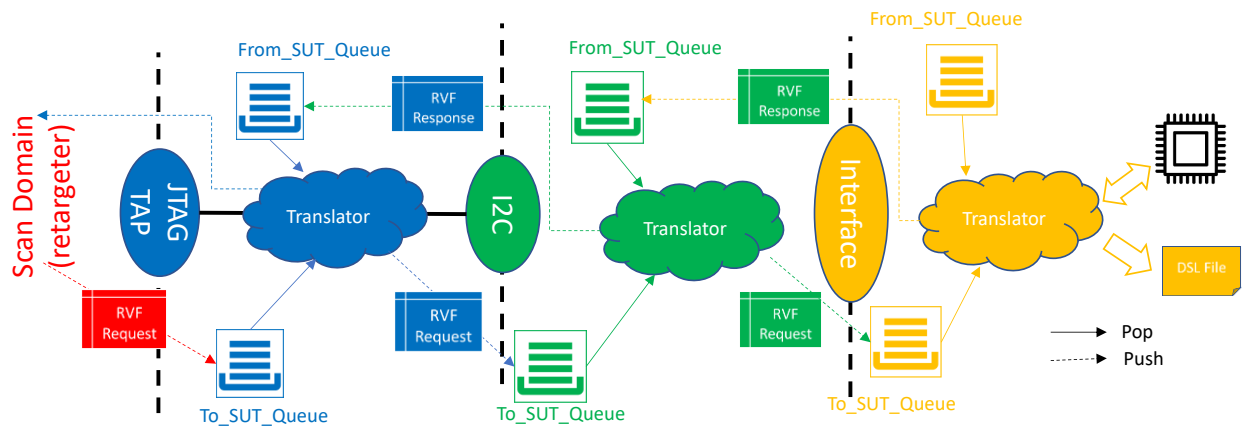 From_SUT_Queue
From_SUT_Queue
From_SUT_Queue
RVF
Response
RVF
Response
Scan Domain
(retargeter)
JTAG
TAP
Translator
I2C
Translator
Interface
Translator
DSL File
RVF
Request
RVF
Request
RVF
Request
Pop
Push
To_SUT_Queue
To_SUT_Queue
To_SUT_Queue